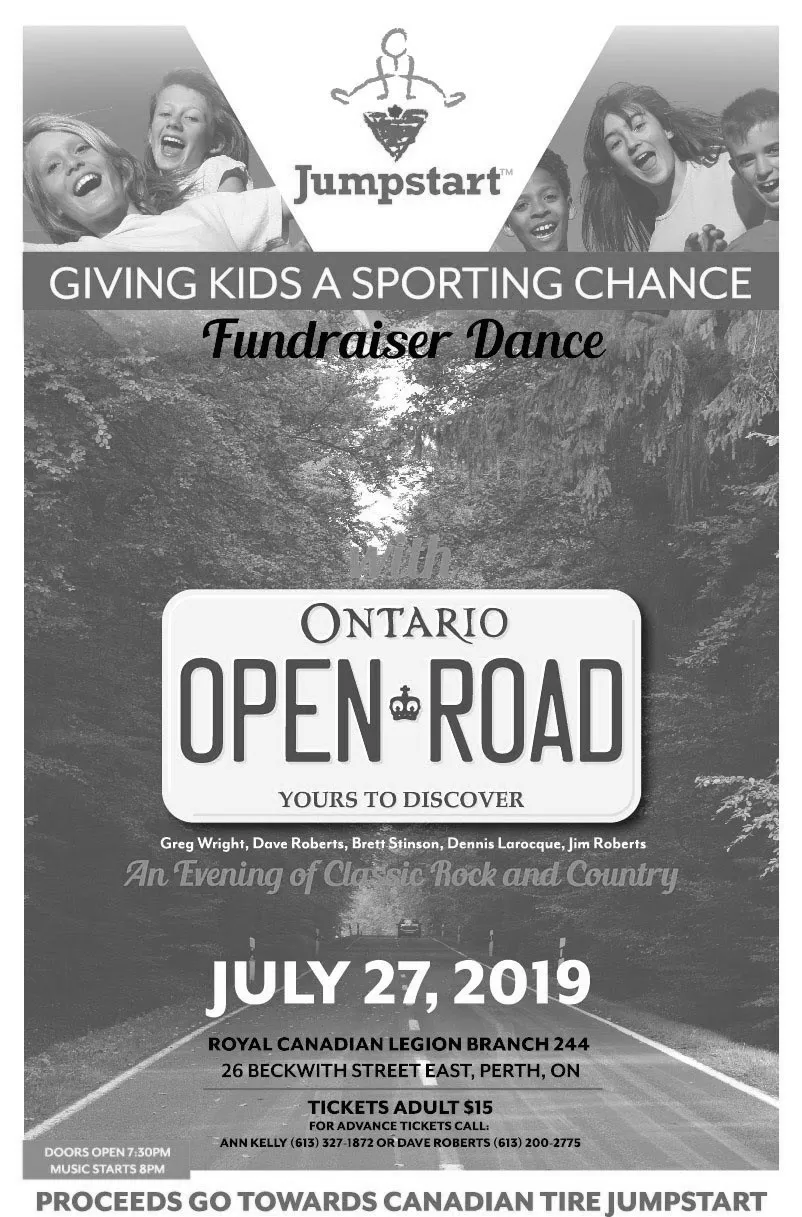 Jumpstart™
GIVING KIDS A SPORTING CHANCE
Fundraiser Dance
with
ONTARIO
OPEN ROAD
YOURS TO DISCOVER
Greg Wright, Dave Roberts, Brett Stinson, Dennis Larocque, Jim Roberts
An Evening of Classic Rock and Country
JULY 27, 2019
ROYAL CANADIAN LEGION BRANCH 244
26 BECKWITH STREET EAST, PERTH, ON
TICKETS ADULT $15
FOR ADVANCE TICKETS CALL:
ANN KELLY (613) 327-1872 OR DAVE ROBERTS (613) 200-2775
DOORS OPEN 7:30PM
MUSIC STARTS 8PM
PROCEEDS GO TOWARDS CANADIAN TIRE JUMPSTART